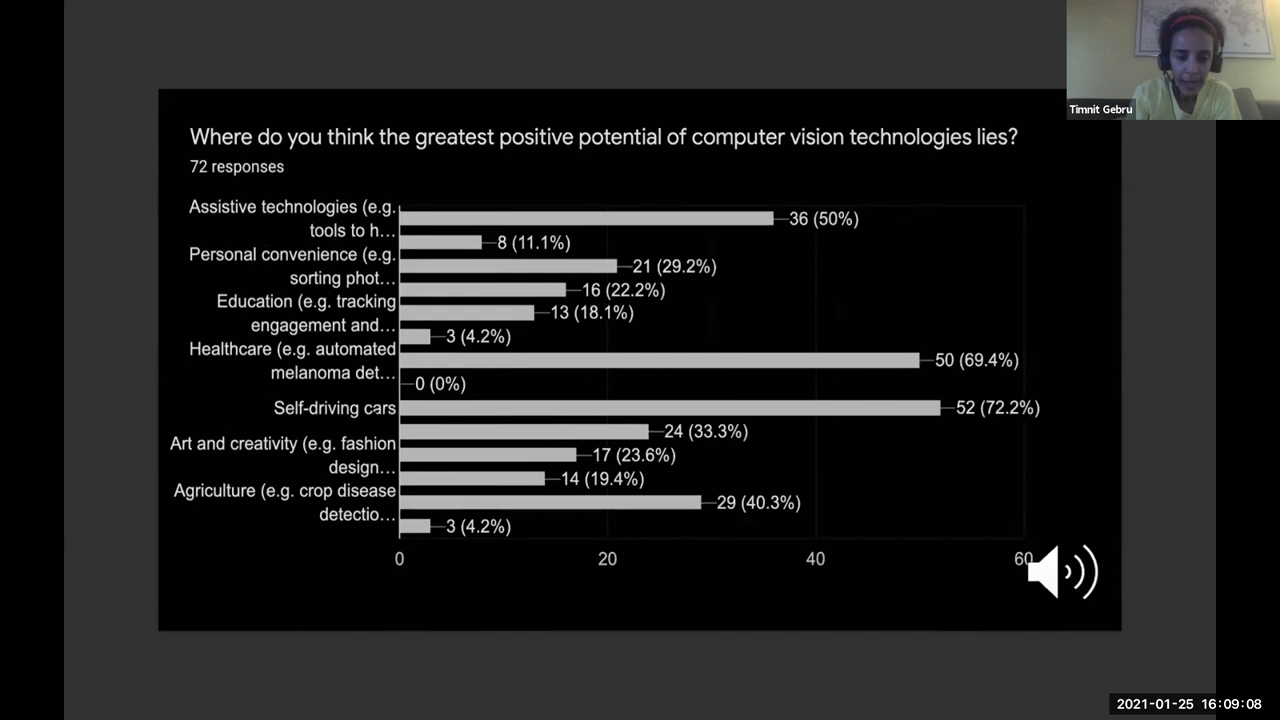 Timnit Gebru
Where do you think the greatest positive potential of computer vision technologies lies?
72 responses
Assistive technologies (e.g.
tools to h…
36 (50%)
8 (11.1%)
Personal convenience (e.g.
sorting phot…
21 (29.2%)
16 (22.2%)
Education (e.g. tracking
engagement and…
13 (18.1%)
3 (4.2%)
Healthcare (e.g. automated
melanoma det…
50 (69.4%)
0 (0%)
Self-driving cars
52 (72.2%)
24 (33.3%)
Art and creativity (e.g. fashion
design…
17 (23.6%)
14 (19.4%)
Agriculture (e.g. crop disease
detectio…
29 (40.3%)
3 (4.2%)
0 20 40 60
2021-01-25 16:09:08